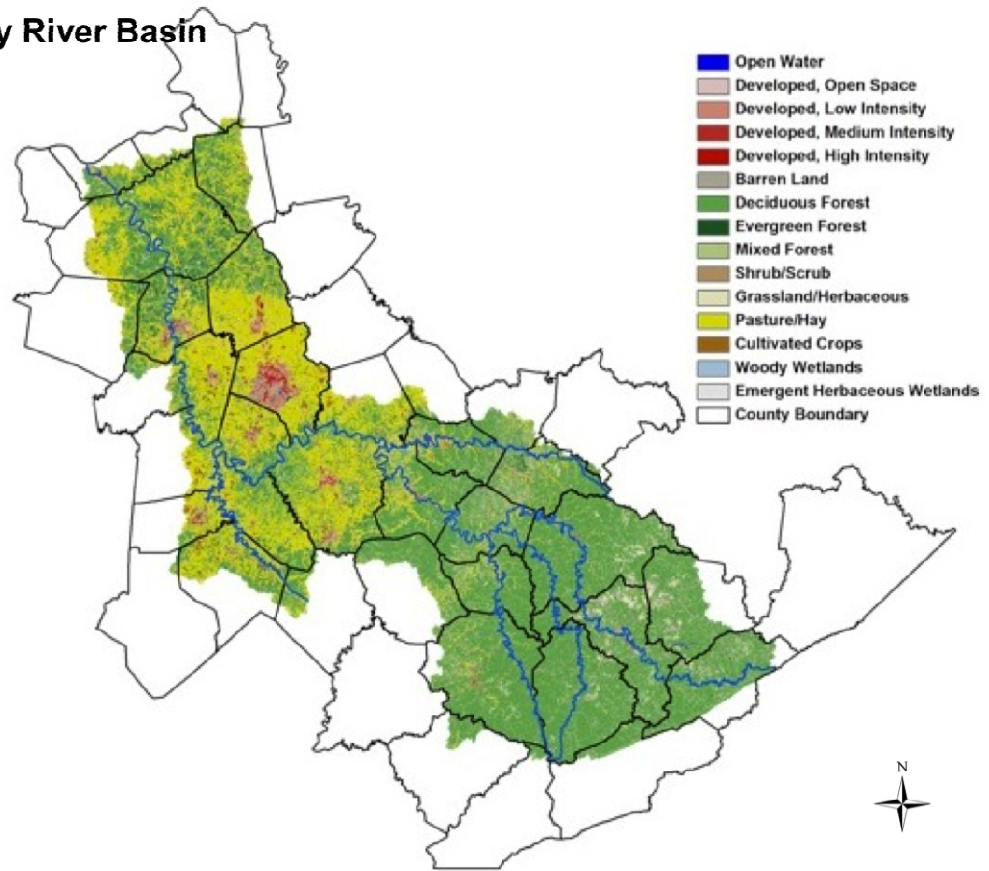 y River Basin
Open Water
Developed, Open Space
Developed, Low Intensity
Developed, Medium Intensity
Developed, High Intensity
Barren Land
Deciduous Forest
Evergreen Forest
Mixed Forest
Shrub/Scrub
Grassland/Herbaceous
Pasture/Hay
Cultivated Crops
Woody Wetlands
Emergent Herbaceous Wetlands
County Boundary
N